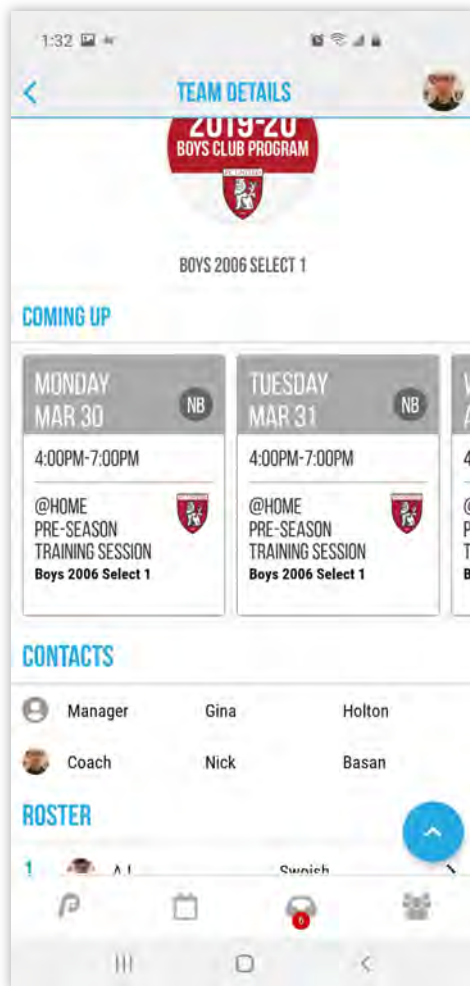 1:32
TEAM DETAILS
2019-20
BOYS CLUB PROGRAM
FC UNITED
BOYS 2006 SELECT 1
COMING UP
MONDAY
MAR 30
NB
4:00PM-7:00PM
@HOME
PRE-SEASON
TRAINING SESSION
Boys 2006 Select 1
TUESDAY
MAR 31
NB
4:00PM-7:00PM
@HOME
PRE-SEASON
TRAINING SESSION
Boys 2006 Select 1
CONTACTS
Manager Gina Holton
Coach Nick Basan
ROSTER
1
6